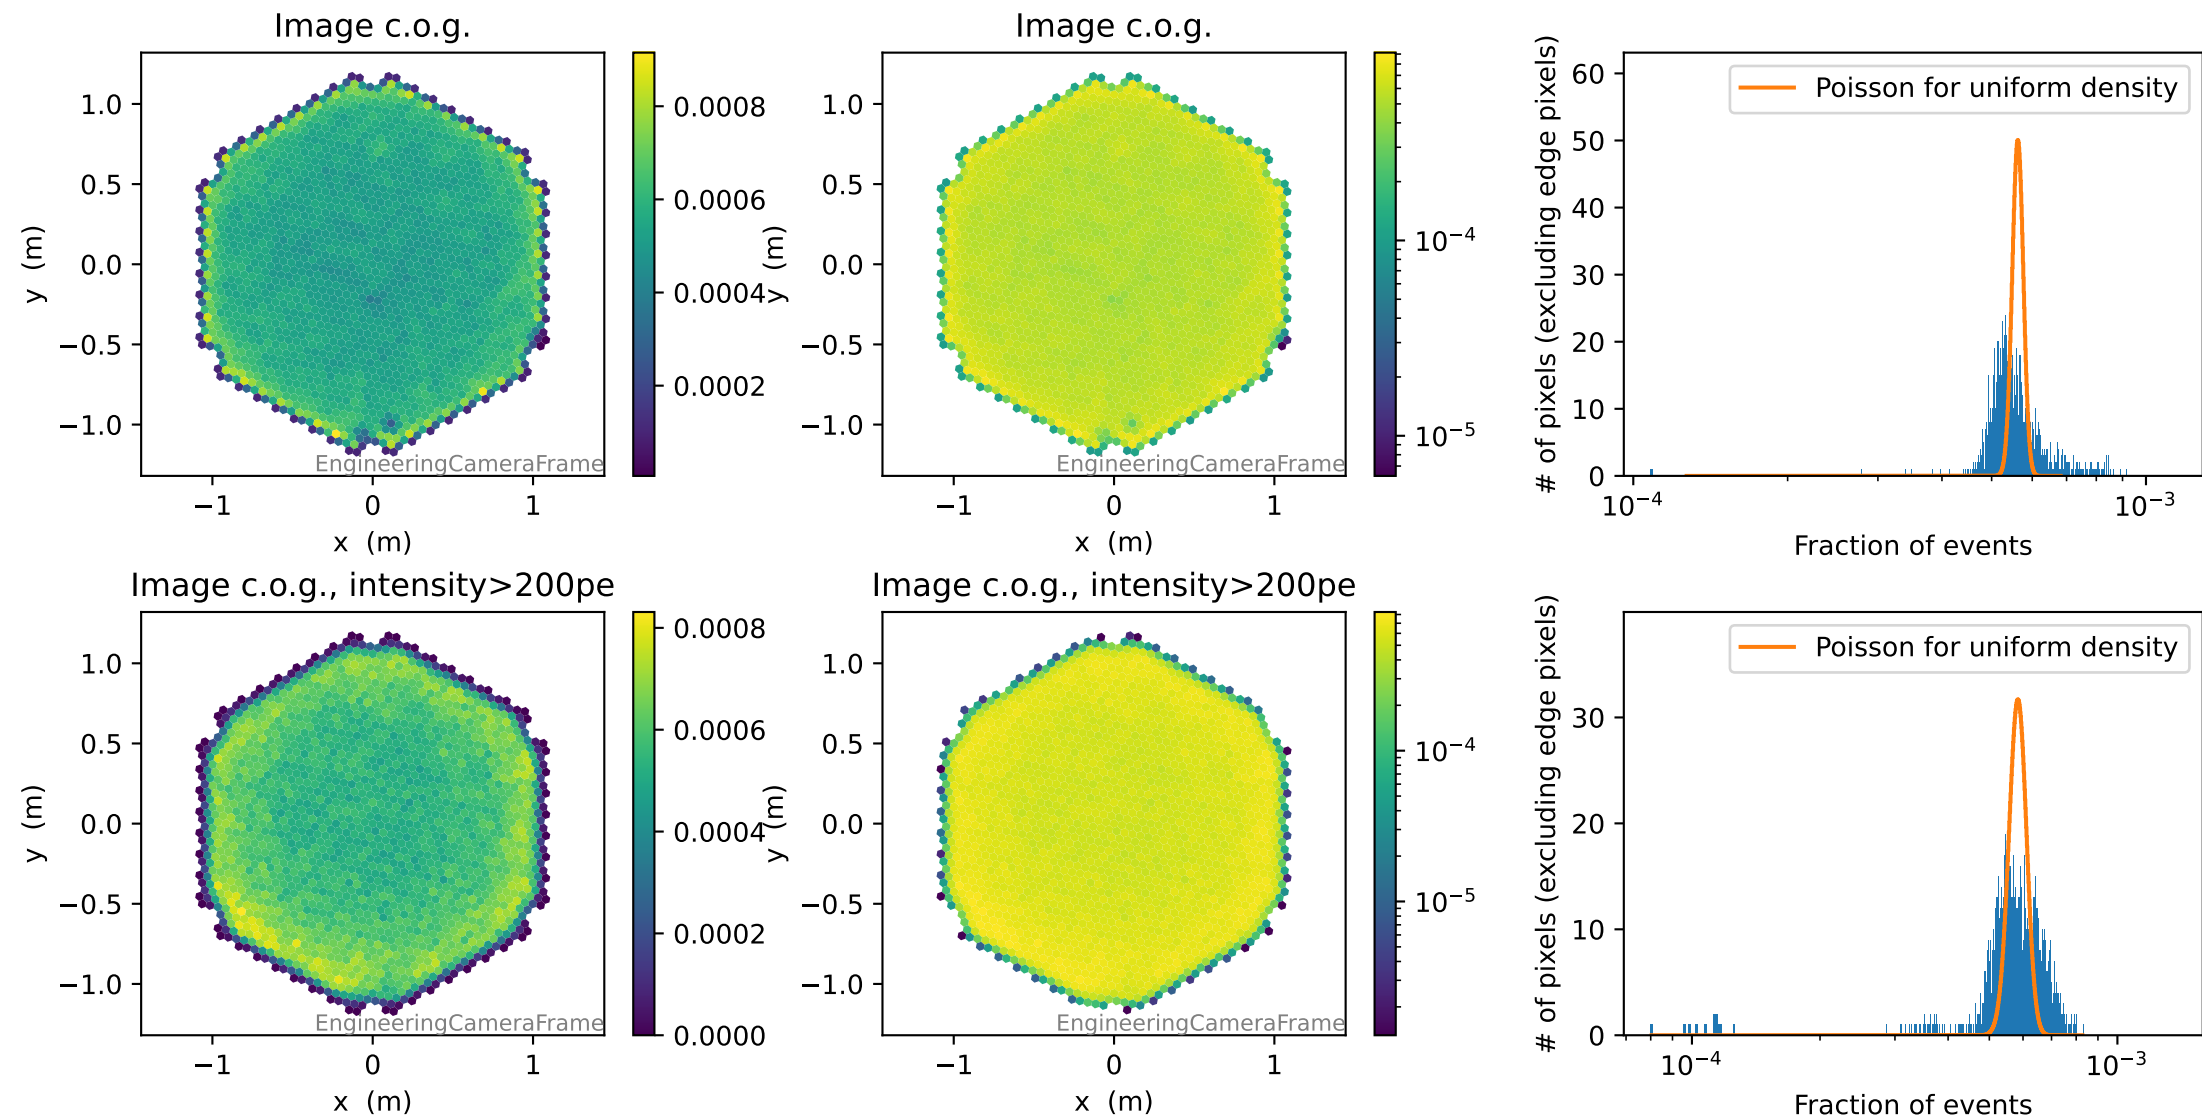 Image c.o.g.
1.0
0.5
0.0
−0.5
−1.0
y (m)
−1
0
1
x (m)
EngineeringCameraFrame
0.0008
0.0006
0.0004
0.0002
Image c.o.g.
1.0
0.5
0.0
−0.5
−1.0
y (m)
−1
0
1
x (m)
EngineeringCameraFrame
10⁻⁴
10⁻⁵
# of pixels (excluding edge pixels)
60
50
40
30
20
10
0
Poisson for uniform density
10⁻⁴
10⁻³
Fraction of events
Image c.o.g., intensity>200pe
1.0
0.5
0.0
−0.5
−1.0
y (m)
−1
0
1
x (m)
EngineeringCameraFrame
0.0008
0.0006
0.0004
0.0002
0.0000
Image c.o.g., intensity>200pe
1.0
0.5
0.0
−0.5
−1.0
y (m)
−1
0
1
x (m)
EngineeringCameraFrame
10⁻⁴
10⁻⁵
# of pixels (excluding edge pixels)
30
20
10
0
Poisson for uniform density
10⁻⁴
10⁻³
Fraction of events